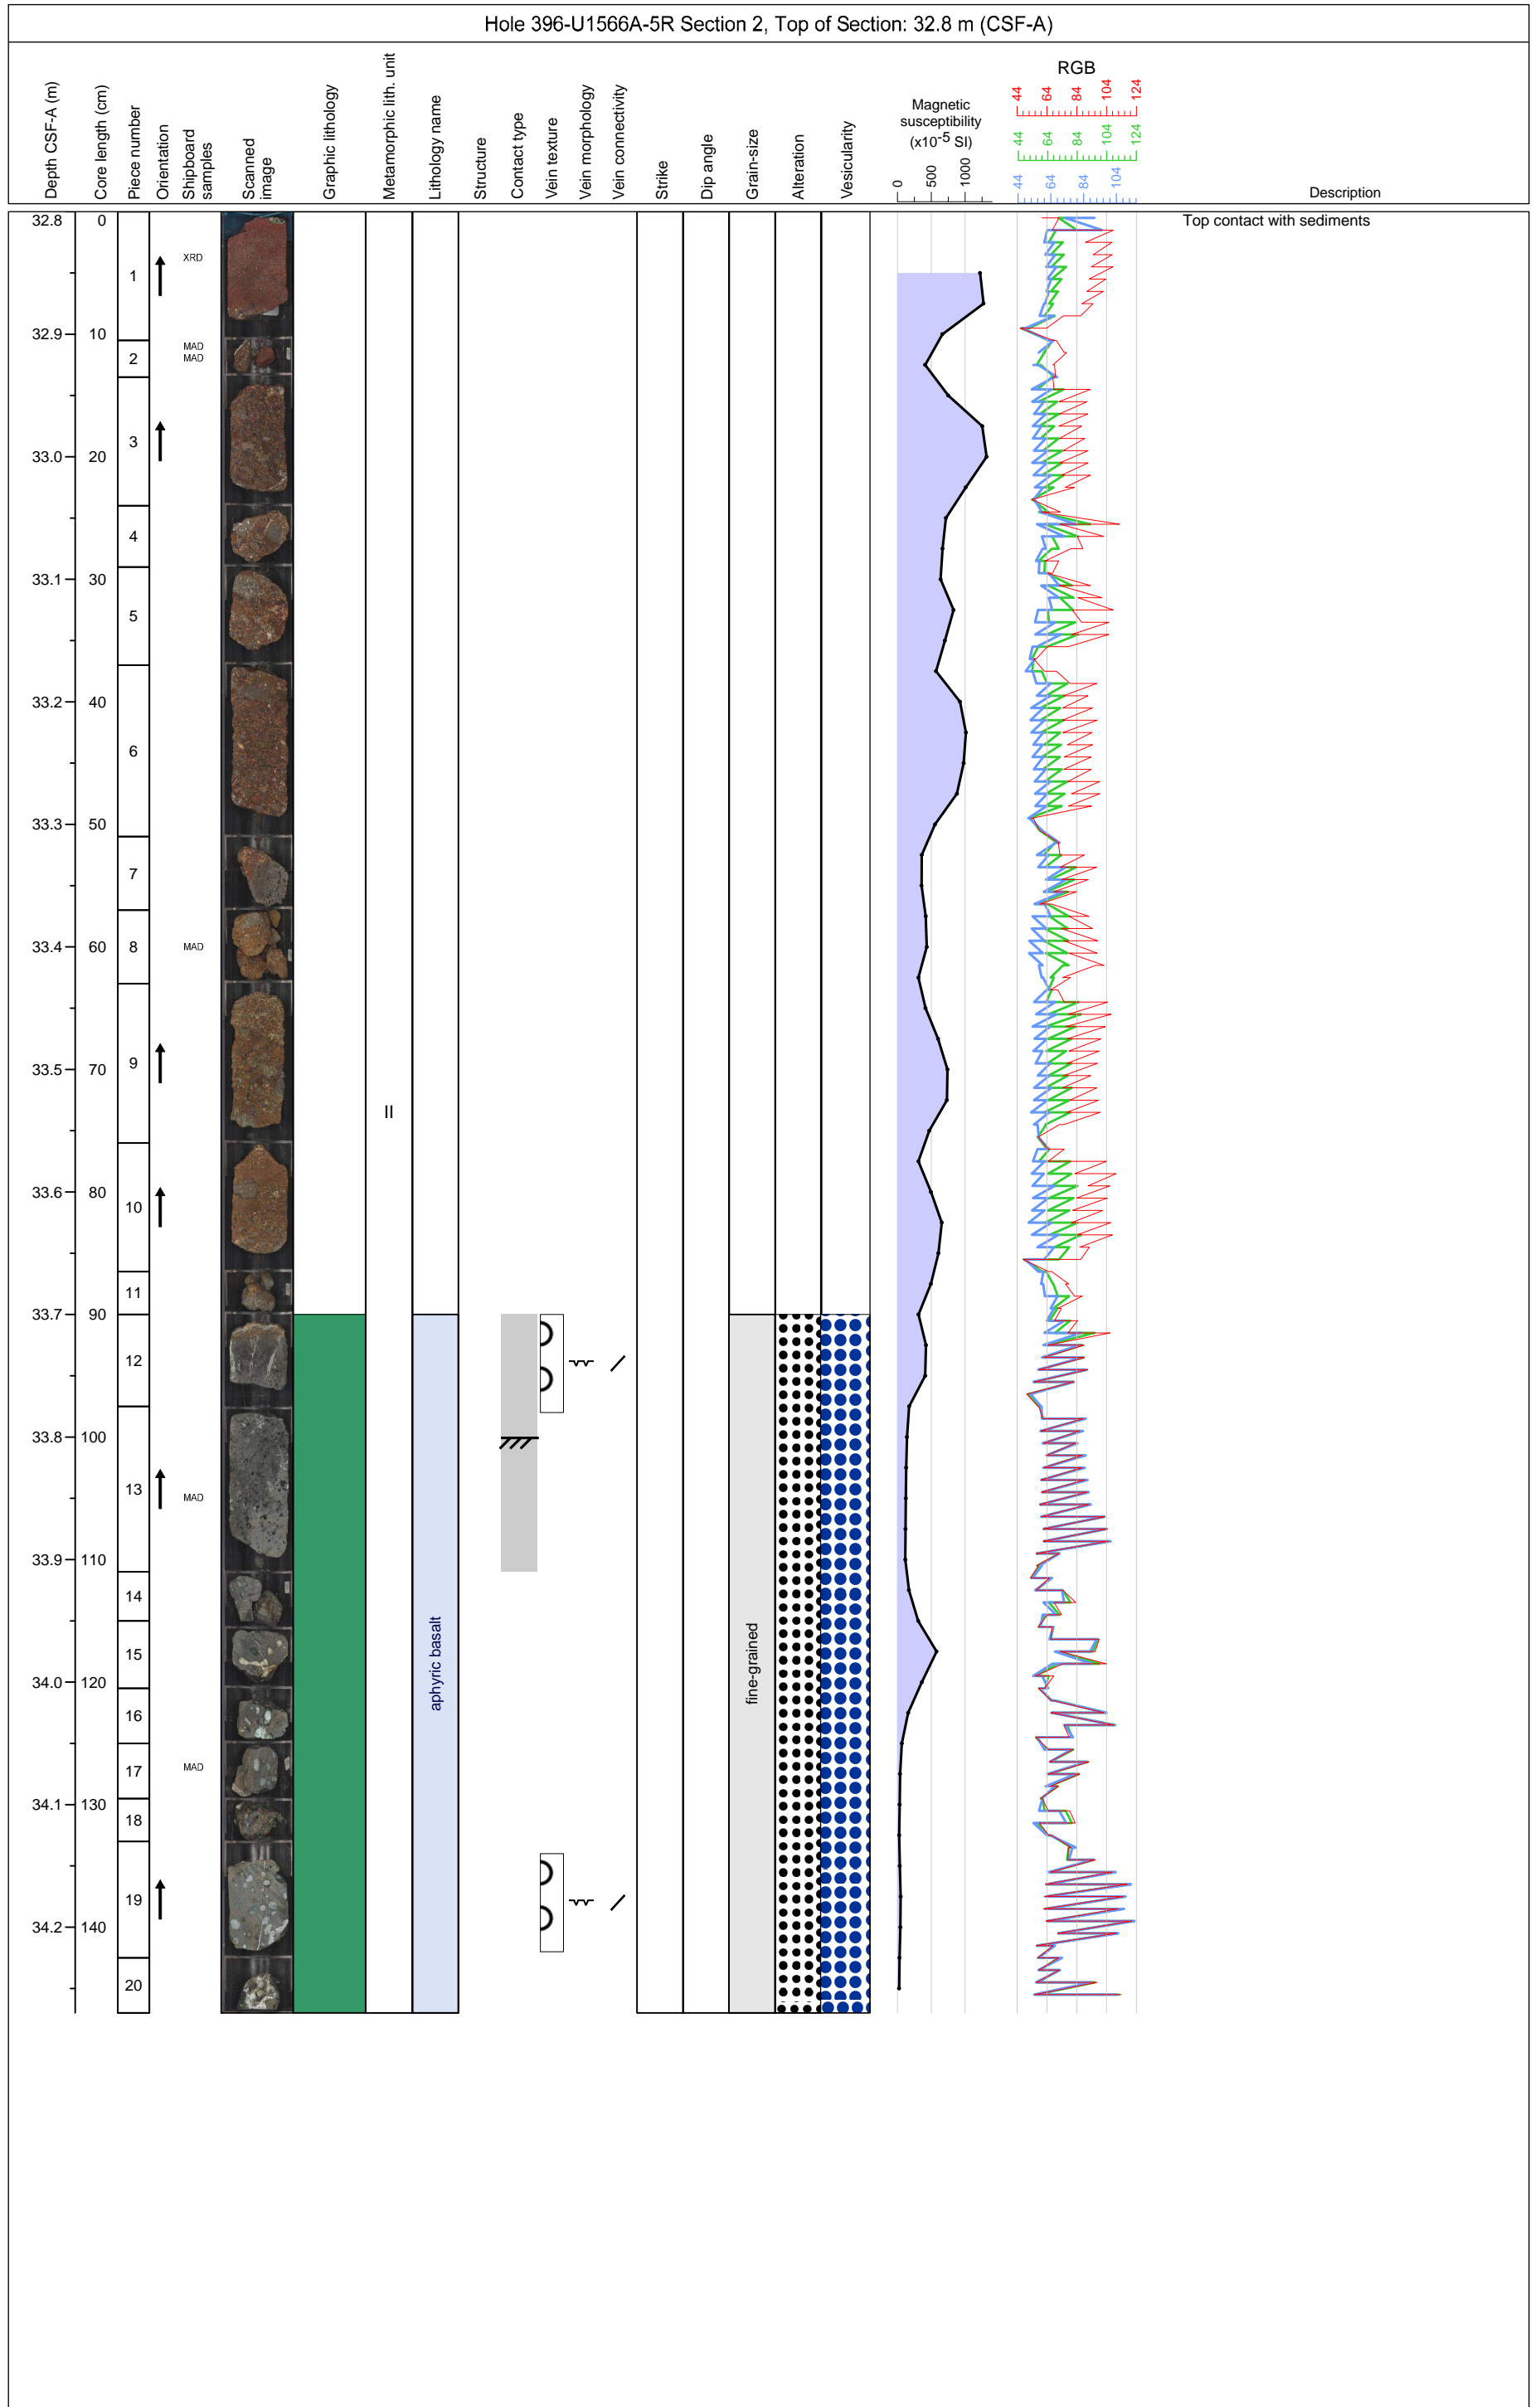 Hole 396-U1566A-5R Section 2, Top of Section: 32.8 m (CSF-A)
Depth CSF-A (m)
Core length (cm)
Piece number
Orientation
Shipboard
samples
Scanned
image
Graphic lithology
Metamorphic lith. unit
Lithology name
Structure
Contact type
Vein texture
Vein morphology
Vein connectivity
Strike
Dip angle
Grain-size
Alteration
Vesicularity
Magnetic
susceptibility
(x10-5 SI)
0 500 1000
RGB
44 64 84 104 124
44 64 84 104 124
44 64 84 104
Description
32.8 0
Top contact with sediments
XRD
1
32.9 10
MAD
2 MAD
3
33.0 20
4
33.1 30
5
33.2 40
6
33.3 50
7
33.4 60 8 MAD
9
33.5 70
II
33.6 80
10
11
33.7 90
12
33.8 100
13
MAD
33.9 110
14
15
aphyric basalt
fine-grained
34.0 120
16
17 MAD
34.1 130
18
19
34.2 140
20